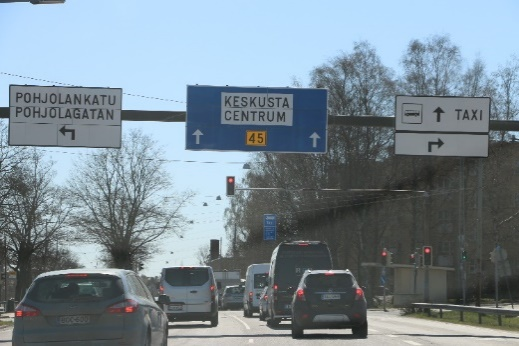 POHJOLANKATU
POHJOLAGATAN
KESKUSTA
CENTRUM
45
TAXI